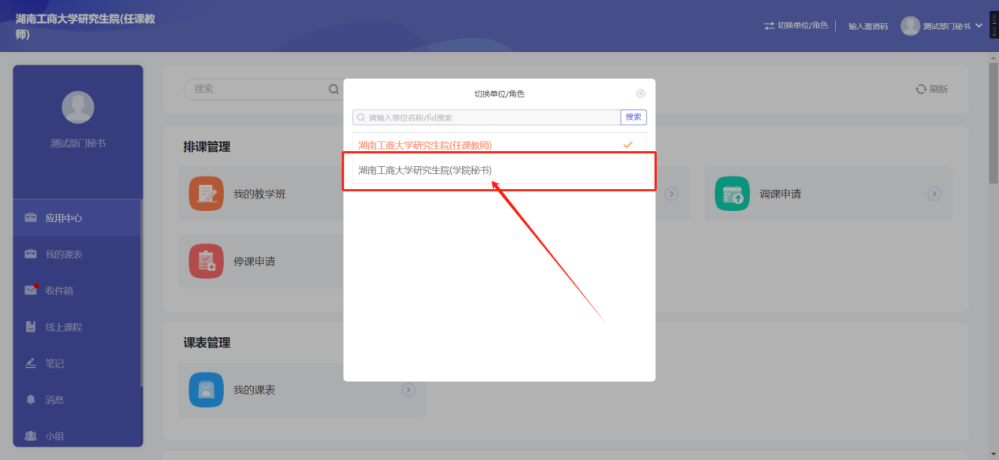 湖南工商大学研究生院(任课教
师)
切换单位/角色
输入邀请码
测试部门秘书
测试部门秘书
应用中心
我的课表
收件箱
线上课程
笔记
消息
小组
搜索
刷新
排课管理
我的教学班
调课申请
停课申请
课表管理
我的课表
切换单位/角色
请输入单位名称/fid搜索
搜索
湖南工商大学研究生院(任课教师)
湖南工商大学研究生院(学院秘书)